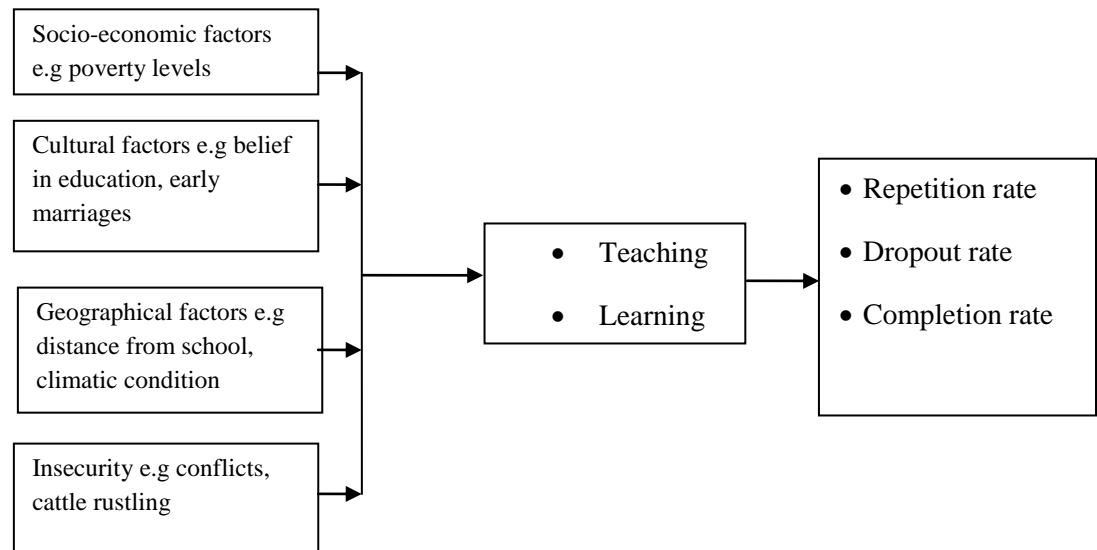 Socio-economic factors
e.g poverty levels
Cultural factors e.g belief
in education, early
marriages
Geographical factors e.g
distance from school,
climatic condition
Insecurity e.g conflicts,
cattle rustling
• Teaching
• Learning
• Repetition rate
• Dropout rate
• Completion rate